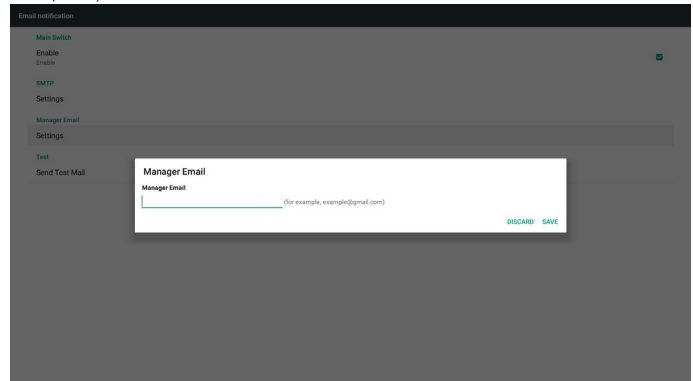 Email notification
Main Switch
Enable
Enable
SMTP
Settings
Manager Email
Settings
Test
Send Test Mail
Manager Email
Manager Email
(for example, example@gmail.com)
DISCARD SAVE